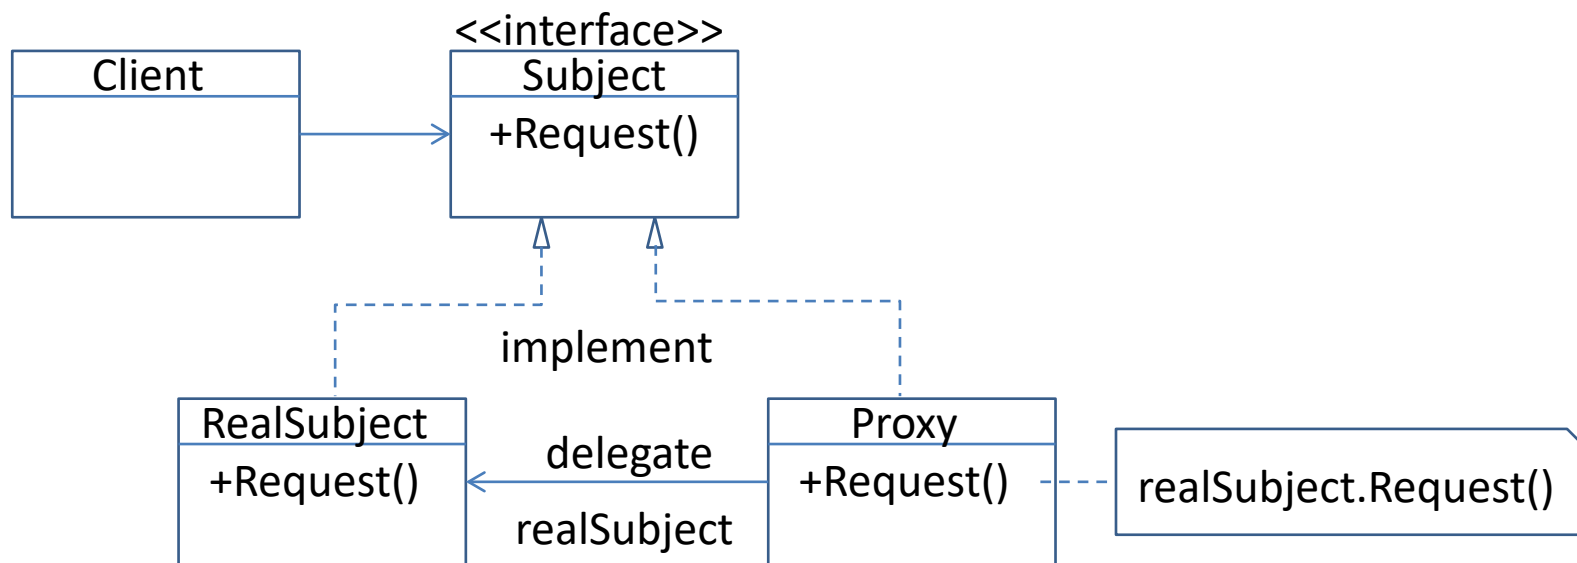 <<interface>>
Client
Subject
+Request()
implement
RealSubject
+Request()
delegate
realSubject
Proxy
+Request()
realSubject.Request()